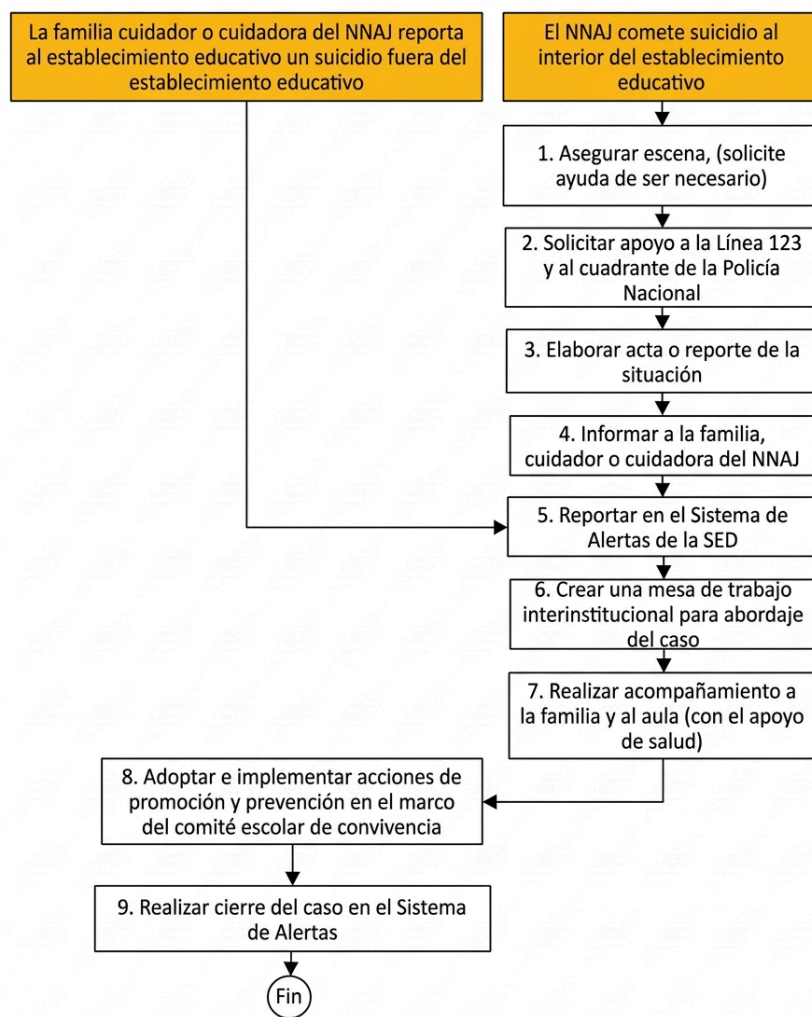 La familia cuidador o cuidadora del NNAJ reporta
al establecimiento educativo un suicidio fuera del
establecimiento educativo
El NNAJ comete suicidio al
interior del establecimiento
educativo
1. Asegurar escena, (solicite
ayuda de ser necesario)
2. Solicitar apoyo a la Línea 123
y al cuadrante de la Policía
Nacional
3. Elaborar acta o reporte de la
situación
4. Informar a la familia,
cuidador o cuidadora del NNAJ
5. Reportar en el Sistema de
Alertas de la SED
6. Crear una mesa de trabajo
interinstitucional para abordaje
del caso
7. Realizar acompañamiento a
la familia y al aula (con el apoyo
de salud)
8. Adoptar e implementar acciones de
promoción y prevención en el marco
del comité escolar de convivencia
9. Realizar cierre del caso en el Sistema
de Alertas
Fin